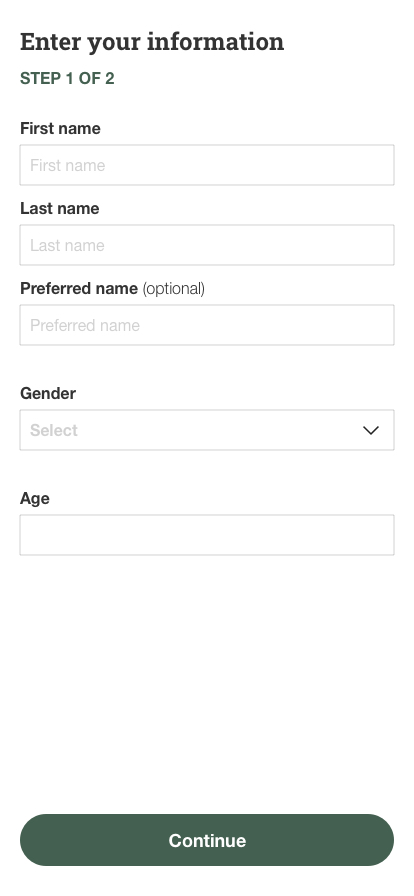 Enter your information
STEP 1 OF 2
First name
First name
Last name
Last name
Preferred name (optional)
Preferred name
Gender
Select
Age
Continue